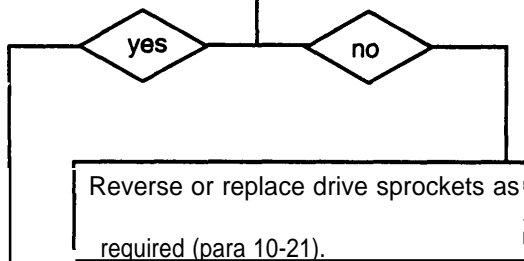 yes
no
Reverse or replace drive sprockets as
required (para 10-21).